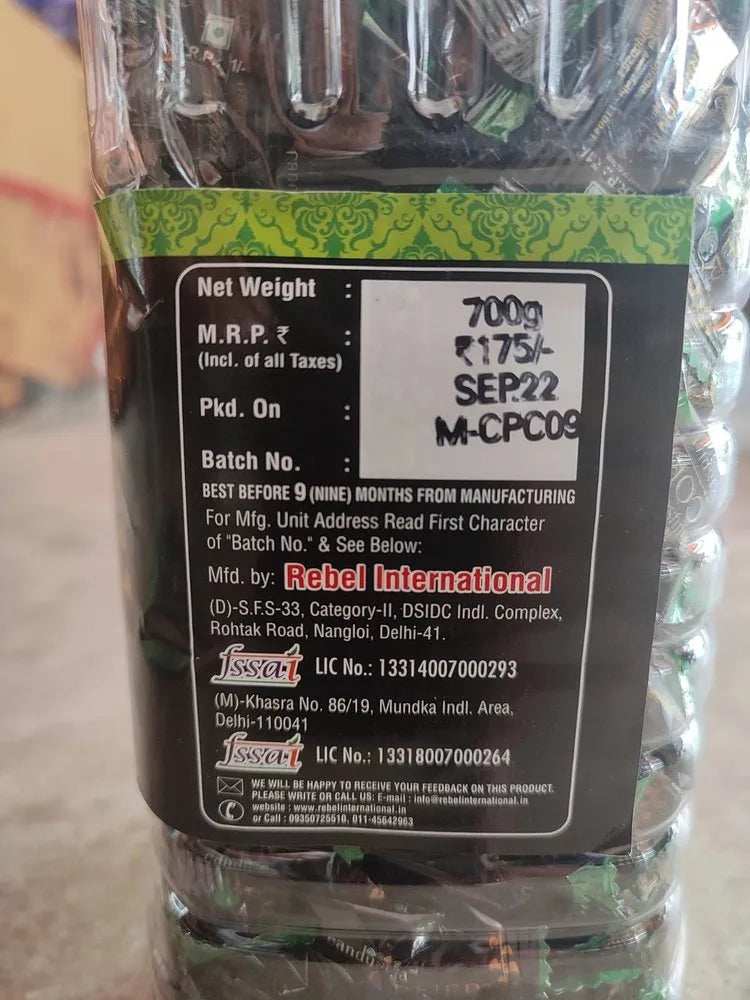 Net Weight : 700g
M.R.P. ₹ : ₹175/-
(Incl. of all Taxes)
Pkd. On : SEP.22
Batch No. : M-CPC09
BEST BEFORE 9 (NINE) MONTHS FROM MANUFACTURING
For Mfg. Unit Address Read First Character
of "Batch No." & See Below:
Mfd. by: Rebel International
(D)-S.F.S-33, Category-II, DSIDC Indl. Complex,
Rohtak Road, Nangloi, Delhi-41.
fssai LIC No.: 13314007000293
(M)-Khasra No. 86/19, Mundka Indl. Area,
Delhi-110041
fssai LIC No.: 13318007000264
WE WILL BE HAPPY TO RECEIVE YOUR FEEDBACK ON THIS PRODUCT.
PLEASE WRITE OR CALL US: E-mail : info@rebelinternational.in
website : www.rebelinternational.in
or Call : 09350725510, 011-45642963